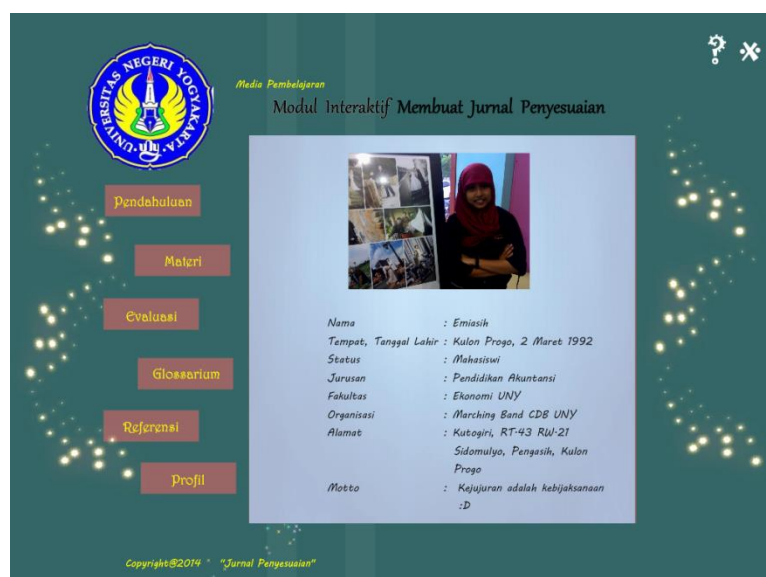 UNIVERSITAS NEGERI YOGYAKARTA
UNY
Media Pembelajaran
Modul Interaktif Membuat Jurnal Penyesuaian
? ×
Pendahuluan
Materi
Evaluasi
Glossarium
Referensi
Profil
Nama : Emiasih
Tempat, Tanggal Lahir : Kulon Progo, 2 Maret 1992
Status : Mahasiswi
Jurusan : Pendidikan Akuntansi
Fakultas : Ekonomi UNY
Organisasi : Marching Band CDB UNY
Alamat : Kutogiri, RT-43 RW-21
Sidomulyo, Pengasih, Kulon
Progo
Motto : Kejujuran adalah kebijaksanaan
:D
Copyright@2014 "Jurnal Penyesuaian"